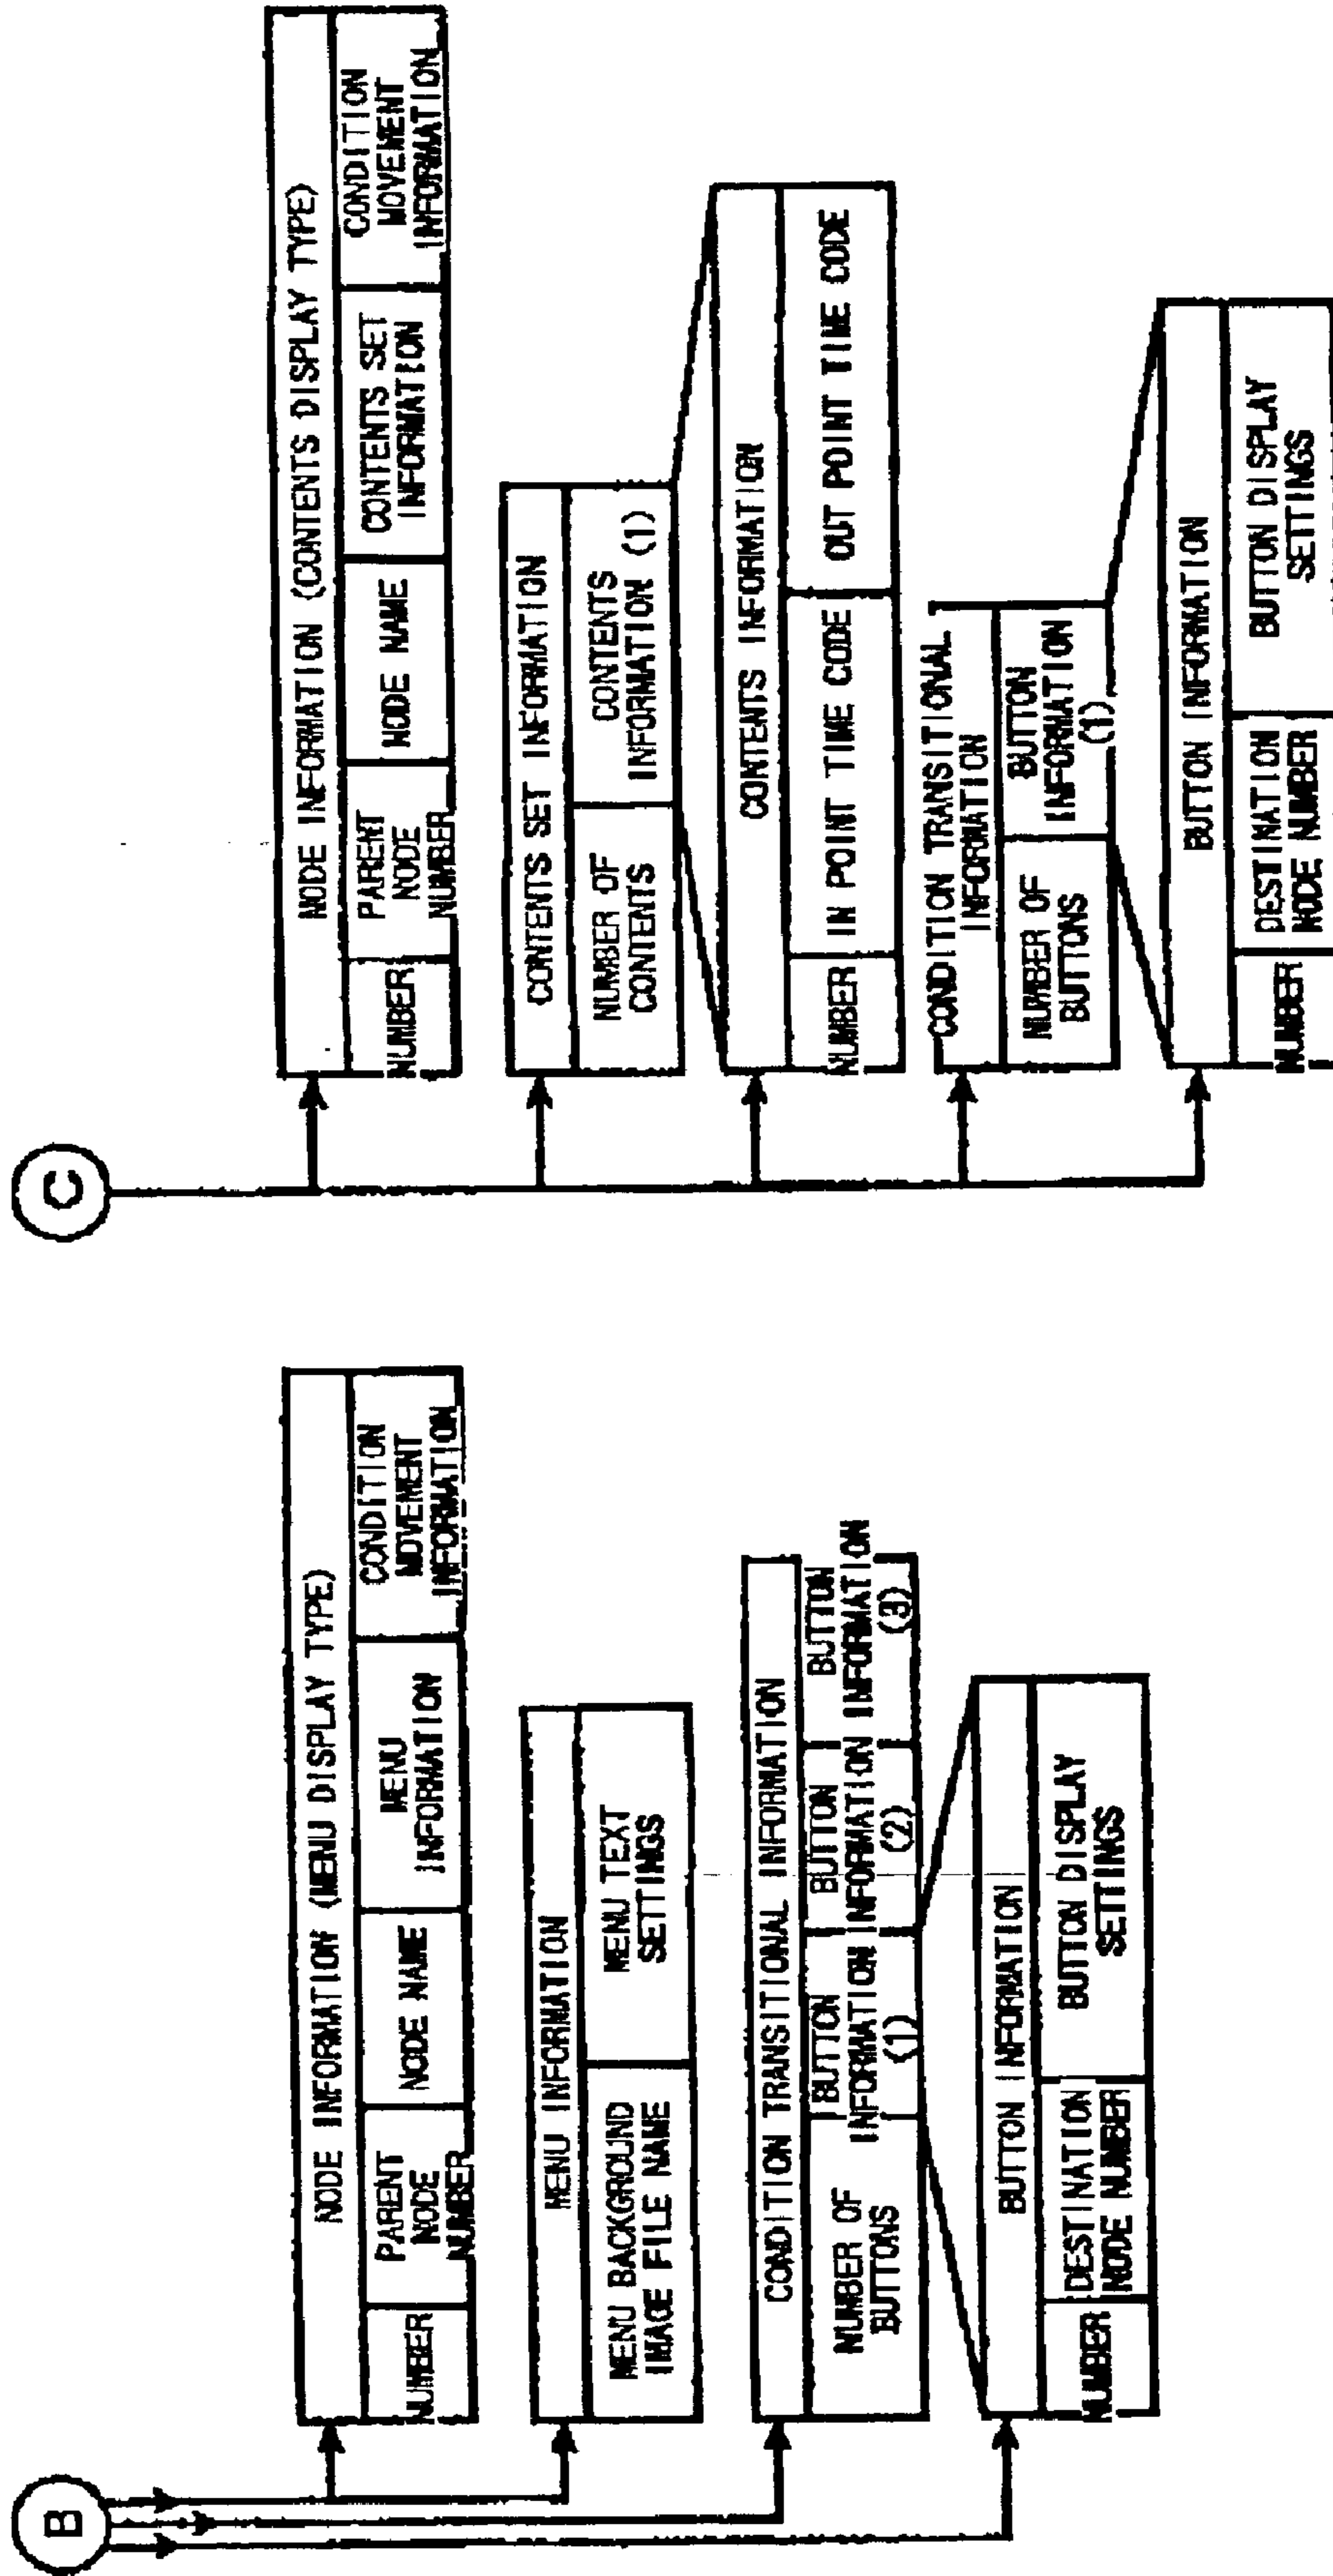 B
NODE INFORMATION (MENU DISPLAY TYPE)
NUMBER
PARENT
NODE
NUMBER
NODE NAME
MENU
INFORMATION
CONDITION
MOVEMENT
INFORMATION
MENU INFORMATION
MENU BACKGROUND
IMAGE FILE NAME
MENU TEXT
SETTINGS
CONDITION TRANSITIONAL INFORMATION
NUMBER OF
BUTTONS
BUTTON
INFORMATION
(1)
BUTTON
INFORMATION
(2)
BUTTON
INFORMATION
(3)
BUTTON INFORMATION
NUMBER
DESTINATION
NODE NUMBER
BUTTON DISPLAY
SETTINGS
C
NODE INFORMATION (CONTENTS DISPLAY TYPE)
NUMBER
PARENT
NODE
NUMBER
NODE NAME
CONTENTS SET
INFORMATION
CONDITION
MOVEMENT
INFORMATION
CONTENTS SET INFORMATION
NUMBER OF
CONTENTS
CONTENTS
INFORMATION (1)
CONTENTS INFORMATION
NUMBER
IN POINT TIME CODE
OUT POINT TIME CODE
CONDITION TRANSITIONAL
INFORMATION
NUMBER OF
BUTTONS
BUTTON
INFORMATION
(1)
BUTTON INFORMATION
NUMBER
DESTINATION
NODE NUMBER
BUTTON DISPLAY
SETTINGS